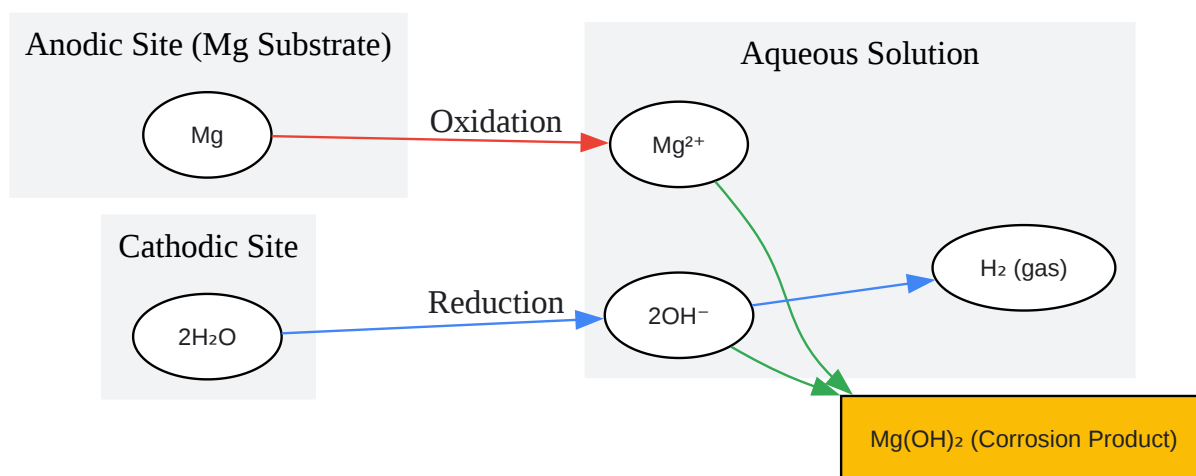 Anodic Site (Mg Substrate)
Mg
Oxidation
Aqueous Solution
Mg²⁺
Cathodic Site
2H₂O
Reduction
2OH⁻
H₂ (gas)
Mg(OH)₂ (Corrosion Product)